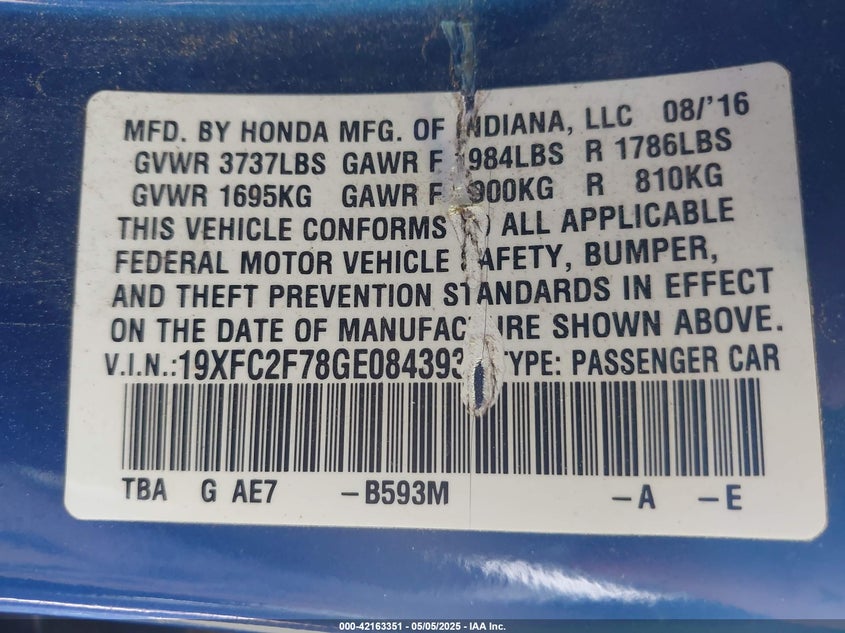 MFD. BY HONDA MFG. OF INDIANA, LLC 08/'16
GVWR 3737LBS GAWR F 1984LBS R 1786LBS
GVWR 1695KG GAWR F 900KG R 810KG
THIS VEHICLE CONFORMS TO ALL APPLICABLE
FEDERAL MOTOR VEHICLE SAFETY, BUMPER,
AND THEFT PREVENTION STANDARDS IN EFFECT
ON THE DATE OF MANUFACTURE SHOWN ABOVE.
V.I.N.:19XFC2F78GE084393 TYPE: PASSENGER CAR
TBA G AE7 -B593M -A -E
000-42163351 - 05/05/2025 - IAA Inc.